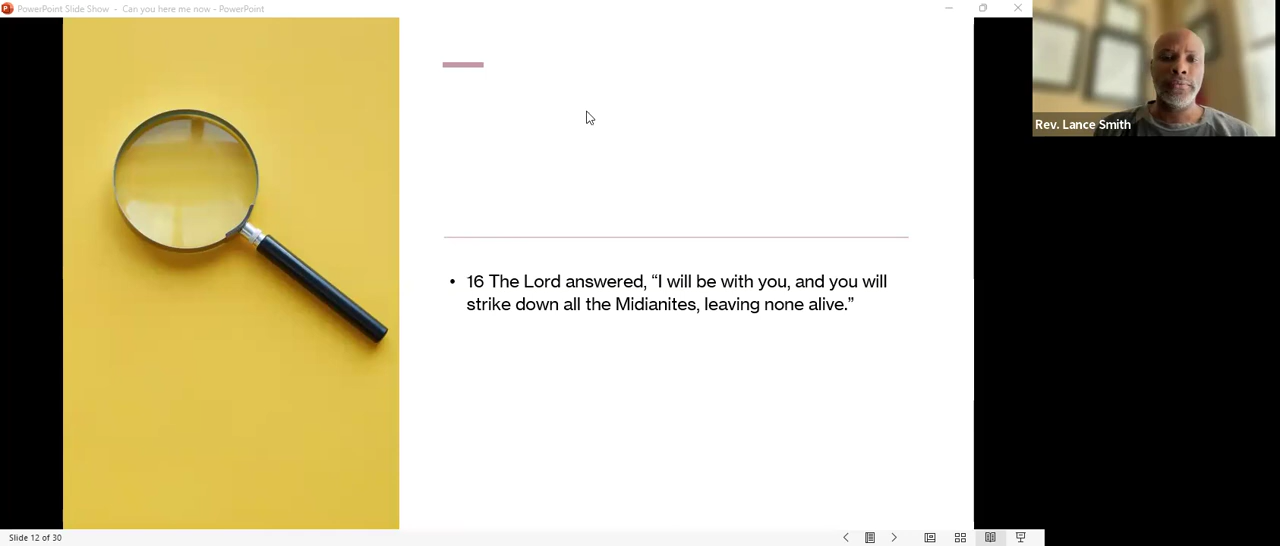 PowerPoint Slide Show - Can you here me now - PowerPoint
Rev. Lance Smith
• 16 The Lord answered, “I will be with you, and you will
strike down all the Midianites, leaving none alive.”
Slide 12 of 30